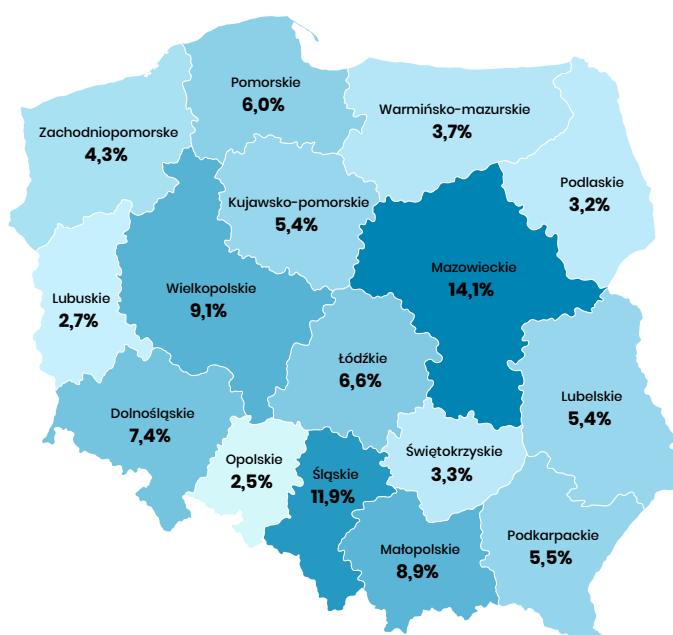 Pomorskie
6,0%
Warmińsko-mazurskie
3,7%
Zachodniopomorske
4,3%
Podlaskie
3,2%
Kujawsko-pomorskie
5,4%
Mazowieckie
14,1%
Wielkopolskie
9,1%
Lubuskie
2,7%
Łódźkie
6,6%
Lubelskie
5,4%
Dolnośląskie
7,4%
Świętokrzyskie
3,3%
Opolskie
2,5%
Śląskie
11,9%
Podkarpackie
5,5%
Małopolskie
8,9%